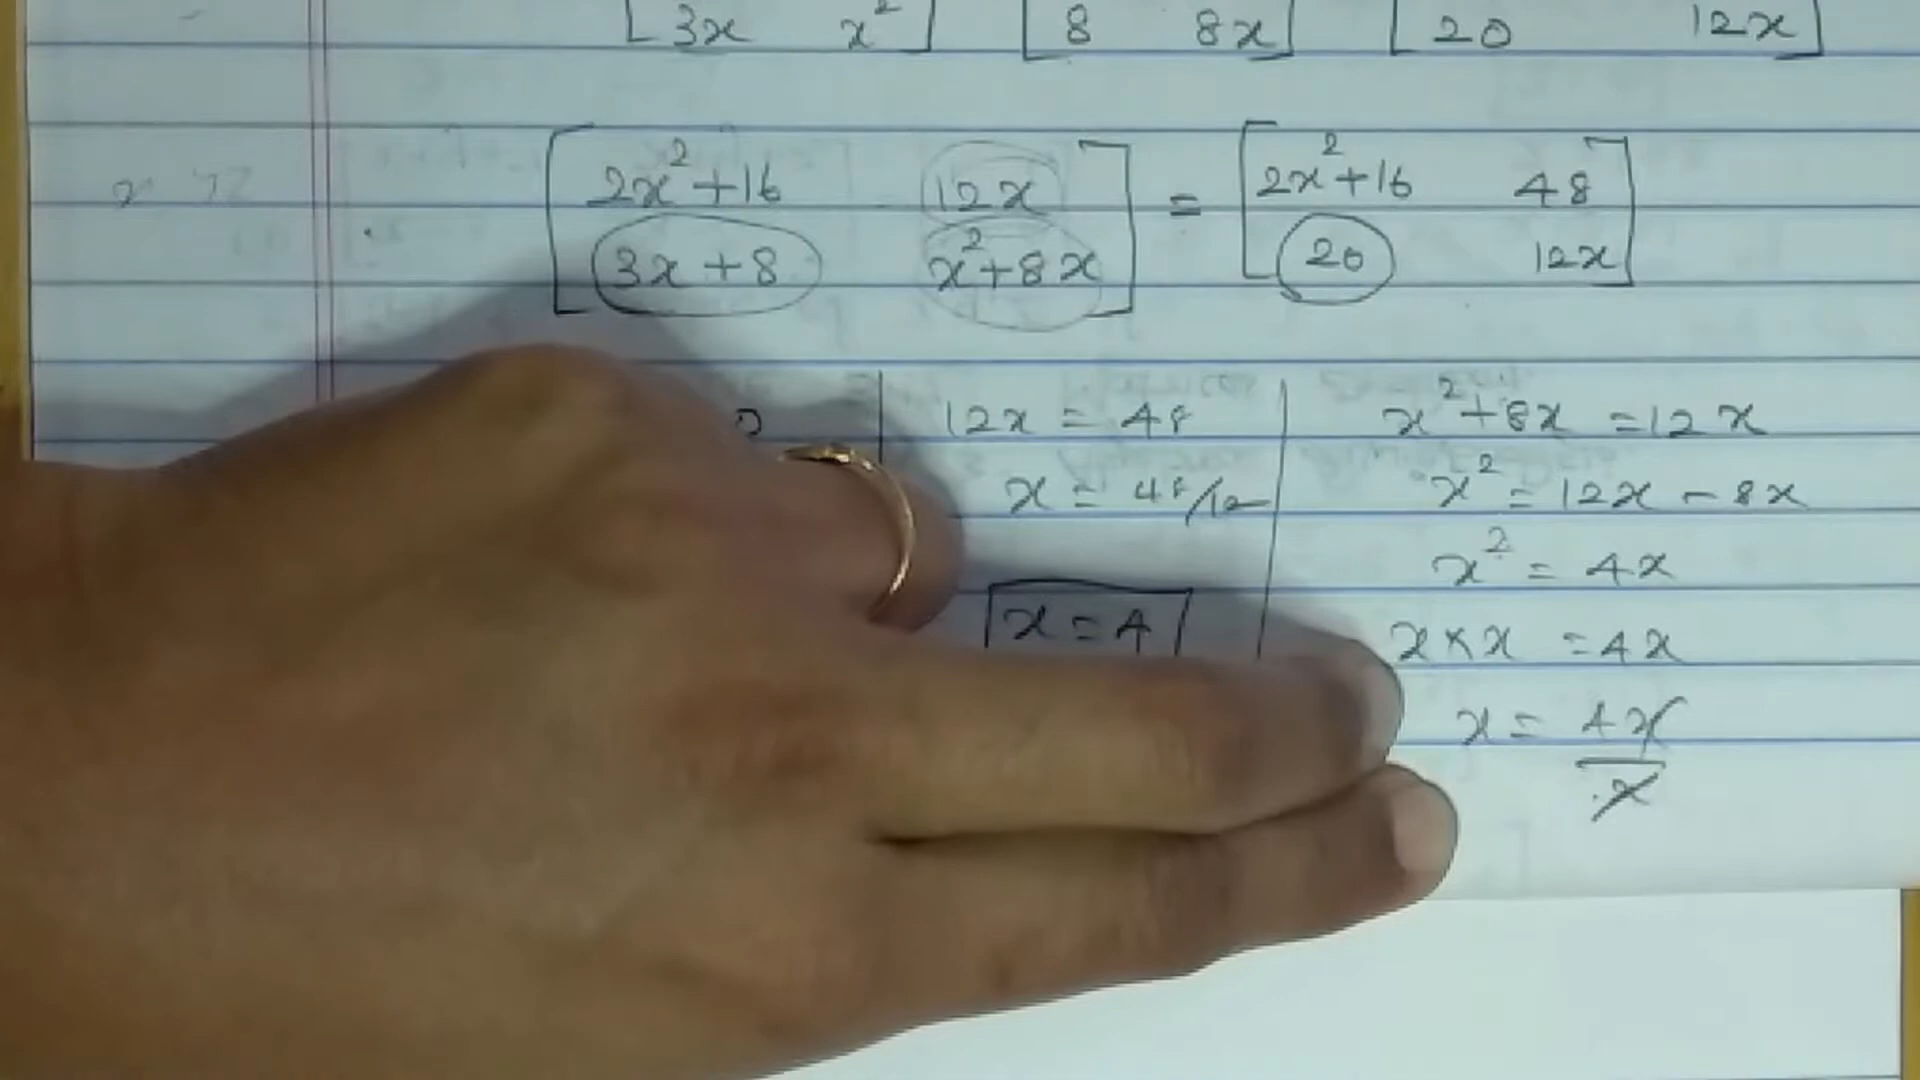 [3x x² [8 8x] [20 12x]
[2x²+16 12x 3x+8 x²+8x] = [2x²+16 48 20 12x]
12x = 48
x = 48/12
x = 4
x²+8x = 12x
x² = 12x - 8x
x² = 4x
x × x = 4x
x = 4x/x